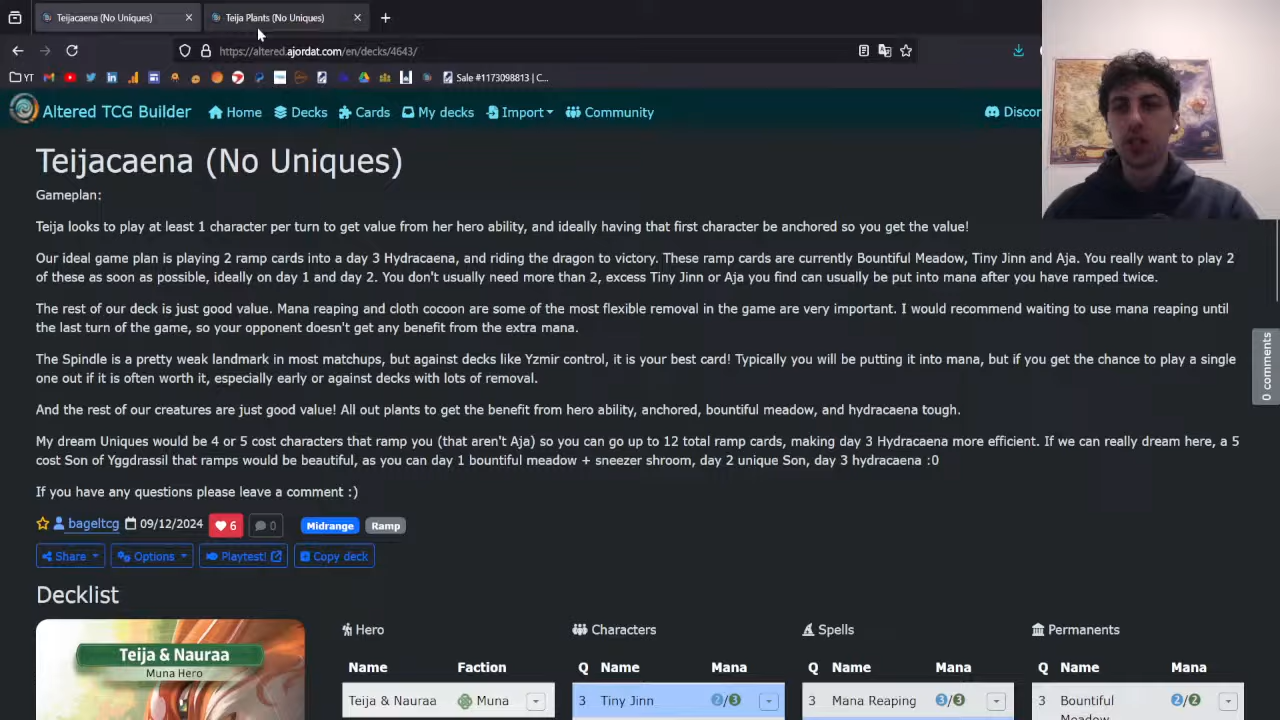 Teijacaena (No Uniques)
Teija Plants (No Uniques)
https://altered.ajordat.com/en/decks/4643/
YT
Sale #1173098813 | C...
Altered TCG Builder
Home
Decks
Cards
My decks
Import
Community
Discor
Teijacaena (No Uniques)
Gameplan:
Teija looks to play at least 1 character per turn to get value from her hero ability, and ideally having that first character be anchored so you get the value!
Our ideal game plan is playing 2 ramp cards into a day 3 Hydracaena, and riding the dragon to victory. These ramp cards are currently Bountiful Meadow, Tiny Jinn and Aja. You really want to play 2
of these as soon as possible, ideally on day 1 and day 2. You don't usually need more than 2, excess Tiny Jinn or Aja you find can usually be put into mana after you have ramped twice.
The rest of our deck is just good value. Mana reaping and cloth cocoon are some of the most flexible removal in the game are very important. I would recommend waiting to use mana reaping until
the last turn of the game, so your opponent doesn't get any benefit from the extra mana.
The Spindle is a pretty weak landmark in most matchups, but against decks like Yzmir control, it is your best card! Typically you will be putting it into mana, but if you get the chance to play a single
one out if it is often worth it, especially early or against decks with lots of removal.
And the rest of our creatures are just good value! All out plants to get the benefit from hero ability, anchored, bountiful meadow, and hydracaena tough.
My dream Uniques would be 4 or 5 cost characters that ramp you (that aren't Aja) so you can go up to 12 total ramp cards, making day 3 Hydracaena more efficient. If we can really dream here, a 5
cost Son of Yggdrassil that ramps would be beautiful, as you can day 1 bountiful meadow + sneezer shroom, day 2 unique Son, day 3 hydracaena :0
If you have any questions please leave a comment :)
bageltcg 09/12/2024 6 0 Midrange Ramp
Share Options Playtest! Copy deck
0 comments
Decklist
Teija & Nauraa
Muna Hero
Hero
Name Faction
Teija & Nauraa Muna
Characters
Q Name Mana
3 Tiny Jinn 2/3
Spells
Q Name Mana
3 Mana Reaping 3/3
Permanents
Q Name Mana
3 Bountiful 2/2
Meadow